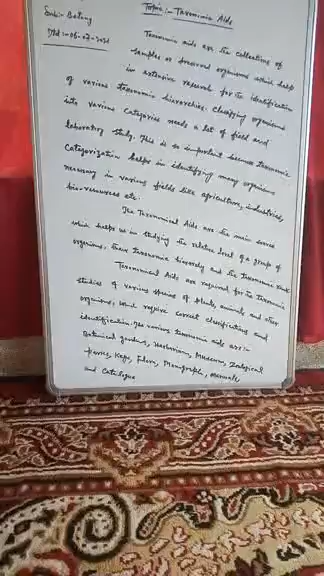 Sub:- Botany
Topic:- Taxonomic Aids
Dtd:-06-02-2021
Taxonomic aids are the collections of
samples or preserved organisms which help
in extensive research for the identification
of various taxonomic hierarchies. Classifying organisms
into various categories needs a lot of field and
laboratory study. This is so important because taxonomic
Categorization helps in identifying many organisms
necessary in various fields like agriculture, industries,
bio-resources etc.
The Taxonomical Aids are the main source
which helps us in studying the relative level of a group of
organisms, their taxonomic hierarchy and the taxonomic rank
Taxonomical Aids are required for the taxonomic
studies of various species of plants, animals and other
organisms, which require correct classification and
identification. The various taxonomic aids are:-
Botanical gardens, Herbarium, Museum, Zoological
parks, Keys, Flora, Monograph, Manuals,
and Catalogue